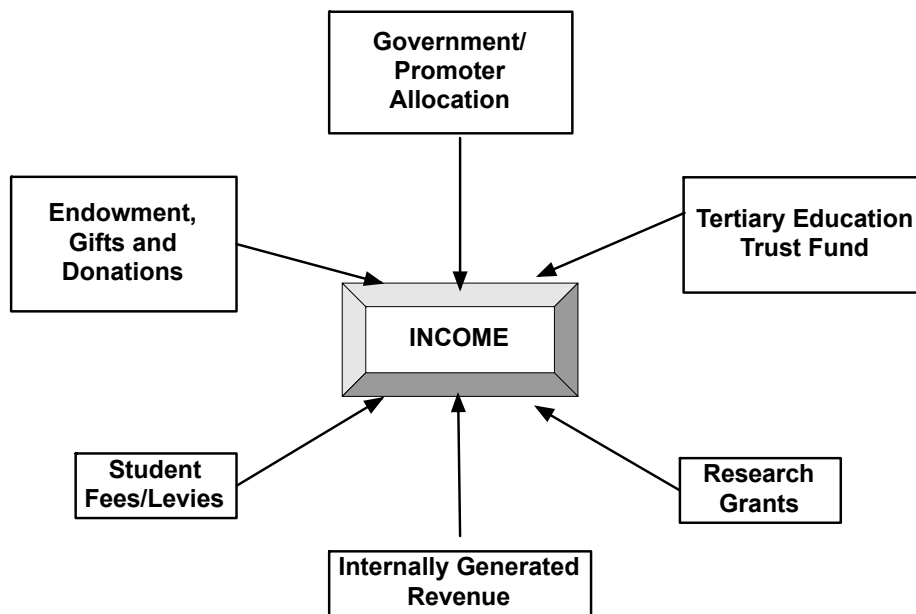 Government/
Promoter
Allocation
Endowment,
Gifts and
Donations
Tertiary Education
Trust Fund
INCOME
Student
Fees/Levies
Research
Grants
Internally Generated
Revenue